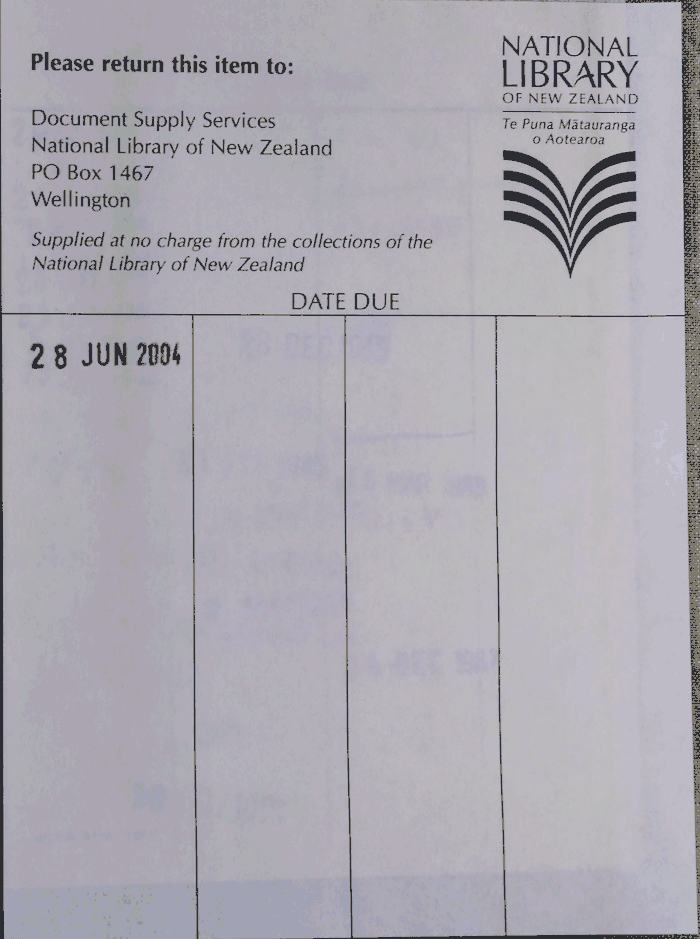 Please return this item to:
Document Supply Services
National Library of New Zealand
PO Box 1467
Wellington
Supplied at no charge from the collections of the
National Library of New Zealand
NATIONAL
LIBRARY
OF NEW ZEALAND
Te Puna Mātauranga
o Aotearoa
DATE DUE
28 JUN 2004